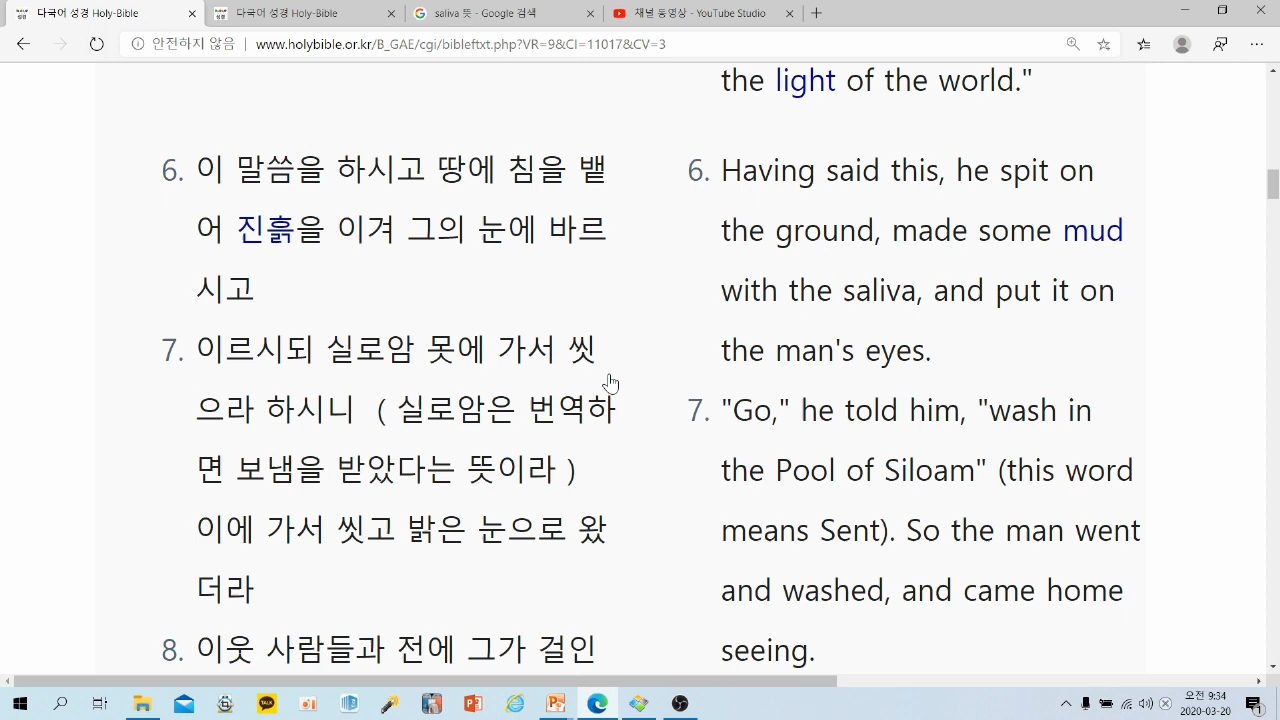 다국어 성경 Holy-Bible
다국어 성경 Holy-Bible
saliva 뜻 - Google 검색
채널 동영상 - YouTube Studio
안전하지 않음 www.holybible.or.kr/B_GAE/cgi/bibleftxt.php?VR=9&CI=11017&CV=3
6. 이 말씀을 하시고 땅에 침을 뱉
어 진흙을 이겨 그의 눈에 바르
시고
7. 이르시되 실로암 못에 가서 씻
으라 하시니 ( 실로암은 번역하
면 보냄을 받았다는 뜻이라 )
이에 가서 씻고 밝은 눈으로 왔
더라
8. 이웃 사람들과 전에 그가 걸인
the light of the world."
6. Having said this, he spit on
the ground, made some mud
with the saliva, and put it on
the man's eyes.
7. "Go," he told him, "wash in
the Pool of Siloam" (this word
means Sent). So the man went
and washed, and came home
seeing.
오전 9:34
2020-03-20